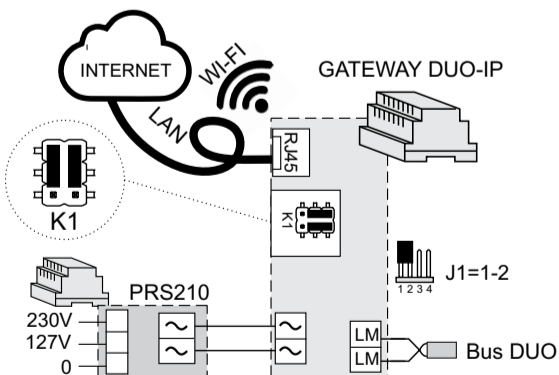 INTERNET
WI-FI
LAN
GATEWAY DUO-IP
RJ45
K1
K1
J1=1-2
1 2 3 4
PRS210
230V
127V
0
LM
LM
Bus DUO